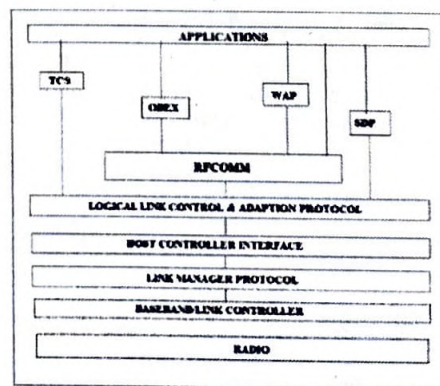 APPLICATIONS
TCS
OBEX
WAP
SDP
RFCOMM
LOGICAL LINK CONTROL & ADAPTION PROTOCOL
HOST CONTROLLER INTERFACE
LINK MANAGER PROTOCOL
BASEBAND LINK CONTROLLER
RADIO